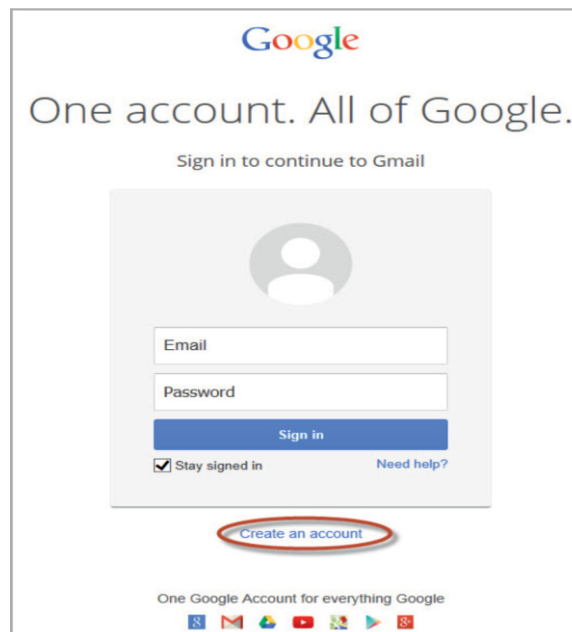 Google
One account. All of Google.
Sign in to continue to Gmail
Email
Password
Sign in
Stay signed in Need help?
Create an account
One Google Account for everything Google